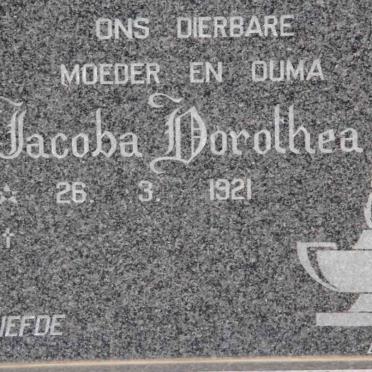 ONS DIERBARE
MOEDER EN OUMA
Jacoba Dorothea
☆ 26. 3. 1921
†
IEFDE